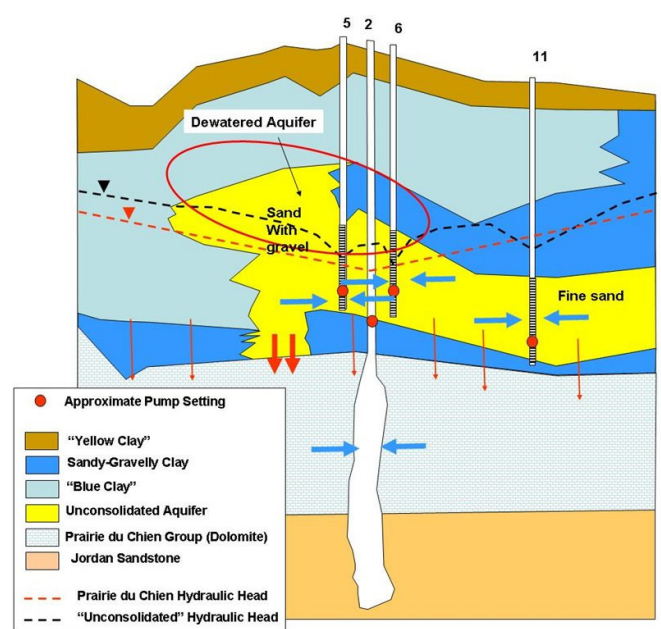 5 2 6
11
Dewatered Aquifer
Sand
With
gravel
Fine sand
Approximate Pump Setting
“Yellow Clay”
Sandy-Gravelly Clay
“Blue Clay”
Unconsolidated Aquifer
Prairie du Chien Group (Dolomite)
Jordan Sandstone
Prairie du Chien Hydraulic Head
“Unconsolidated” Hydraulic Head